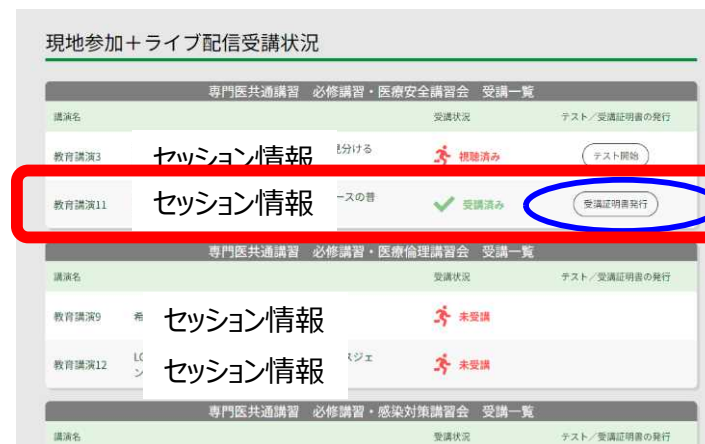 現地参加＋ライブ配信受講状況
専門医共通講習　必修講習・医療安全講習会　受講一覧
講演名　受講状況　テスト／受講証明書の発行
教育講演3　セッション情報　見分ける　視聴済み　テスト開始
教育講演11　セッション情報　ースの普　受講済み　受講証明書発行
専門医共通講習　必修講習・医療倫理講習会　受講一覧
講演名　受講状況　テスト／受講証明書の発行
教育講演9　希　セッション情報　未受講
教育講演12　セッション情報　スジェ　未受講
ン
専門医共通講習　必修講習・感染対策講習会　受講一覧
講演名　受講状況　テスト／受講証明書の発行